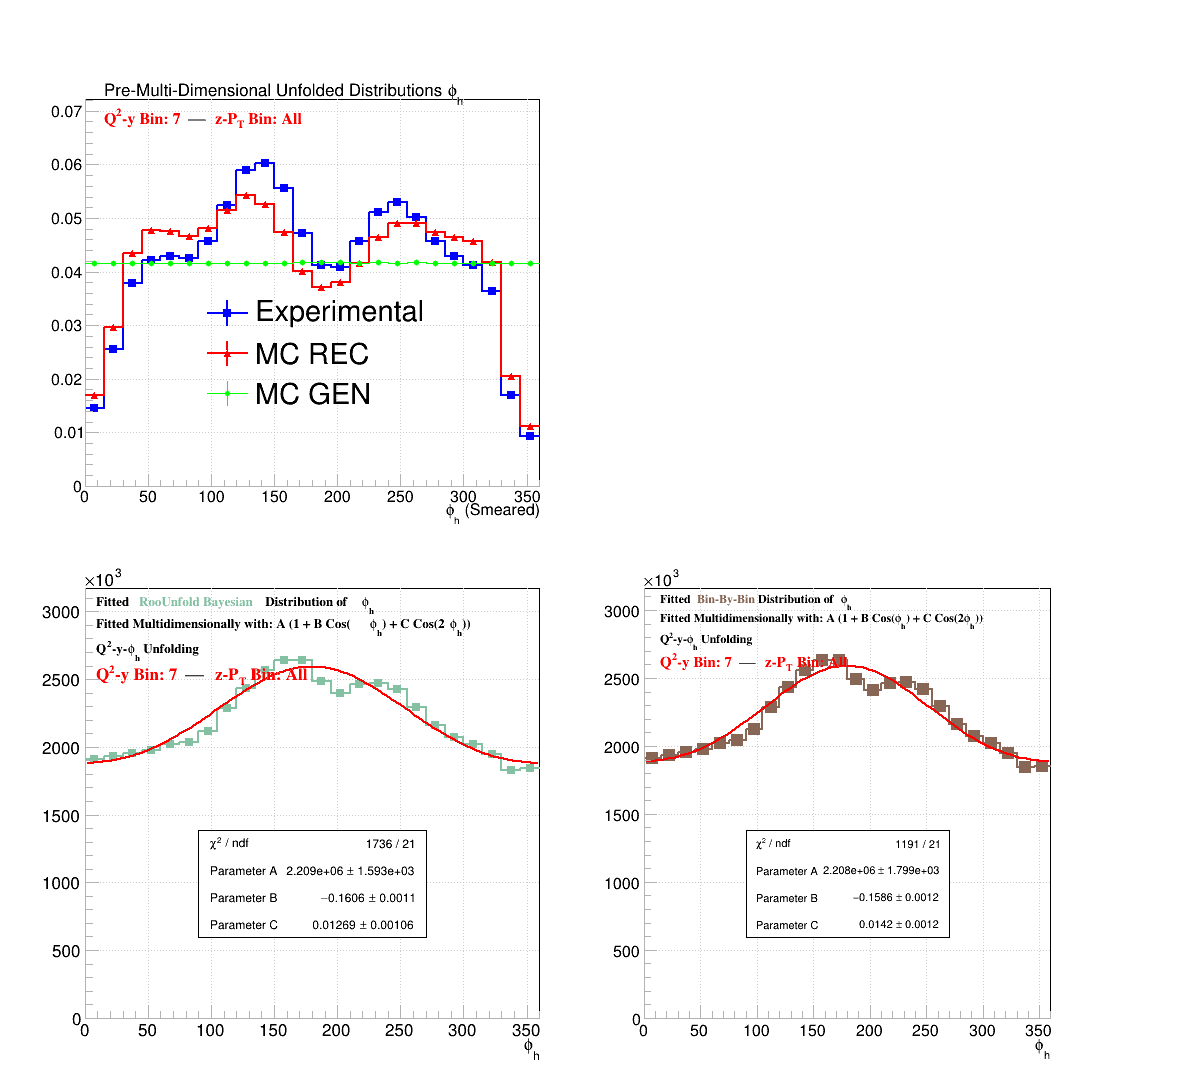 Pre-Multi-Dimensional Unfolded Distributions ϕh
Q2-y Bin: 7 — z-PT Bin: All
0.07
0.06
0.05
0.04
0.03
0.02
0.01
0
Experimental
MC REC
MC GEN
0 50 100 150 200 250 300 350
ϕh (Smeared)
×10³
Fitted RooUnfold Bayesian Distribution of ϕh
Fitted Multidimensionally with: A (1 + B Cos(ϕh) + C Cos(2 ϕh))
Q2-y-ϕh Unfolding
Q2-y Bin: 7 — z-PT Bin: All
3000
2500
2000
1500
1000
500
0
χ² / ndf 1736 / 21
Parameter A 2.209e+06 ± 1.593e+03
Parameter B −0.1606 ± 0.0011
Parameter C 0.01269 ± 0.00106
0 50 100 150 200 250 300 350
ϕh
×10³
Fitted Bin-By-Bin Distribution of ϕh
Fitted Multidimensionally with: A (1 + B Cos(ϕh) + C Cos(2ϕh))
Q2-y-ϕh Unfolding
Q2-y Bin: 7 — z-PT Bin: All
3000
2500
2000
1500
1000
500
0
χ² / ndf 1191 / 21
Parameter A 2.208e+06 ± 1.799e+03
Parameter B −0.1586 ± 0.0012
Parameter C 0.0142 ± 0.0012
0 50 100 150 200 250 300 350
ϕh